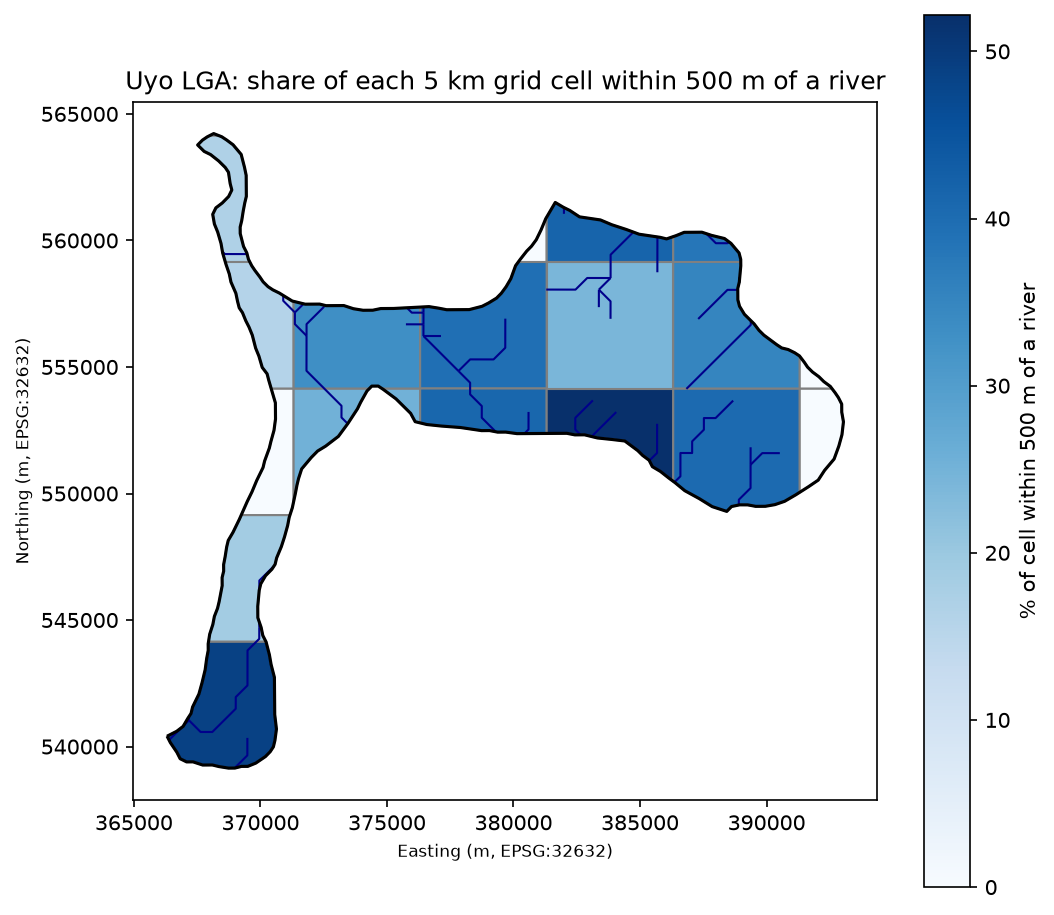 Uyo LGA: share of each 5 km grid cell within 500 m of a river
565000
560000
555000
550000
545000
540000
Northing (m, EPSG:32632)
365000 370000 375000 380000 385000 390000
Easting (m, EPSG:32632)
50
40
30
20
10
0
% of cell within 500 m of a river